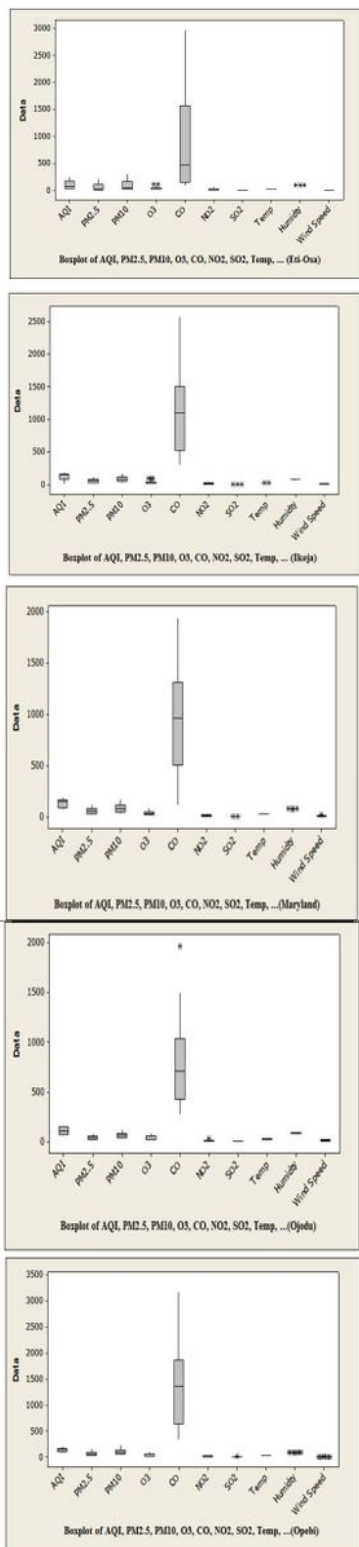 3000
2500
2000
1500
1000
500
0
Data
AQI
PM2.5
PM10
O3
CO
NO2
SO2
Temp
Humidty
Wind Speed
Boxplot of AQI, PM2.5, PM10, O3, CO, NO2, SO2, Temp, ... (Eti-Osa)
2500
2000
1500
1000
500
0
Data
AQI
PM2.5
PM10
O3
CO
NO2
SO2
Temp
Humidity
Wind Speed
Boxplot of AQI, PM2.5, PM10, O3, CO, NO2, SO2, Temp, ... (Ikeja)
2000
1500
1000
500
0
Data
AQI
PM2.5
PM10
O3
CO
NO2
SO2
Temp
Humidity
Wind Speed
Boxplot of AQI, PM2.5, PM10, O3, CO, NO2, SO2, Temp, ...(Maryland)
2000
1500
1000
500
0
Data
AQI
PM2.5
PM10
O3
CO
NO2
SO2
Temp
Humidity
Wind Speed
Boxplot of AQI, PM2.5, PM10, O3, CO, NO2, SO2, Temp, ...(Ojodu)
3500
3000
2500
2000
1500
1000
500
0
Data
AQI
PM2.5
PM10
O3
CO
NO2
SO2
Temp
Humidity
Wind Speed
Boxplot of AQI, PM2.5, PM10, O3, CO, NO2, SO2, Temp, ...(Opebi)